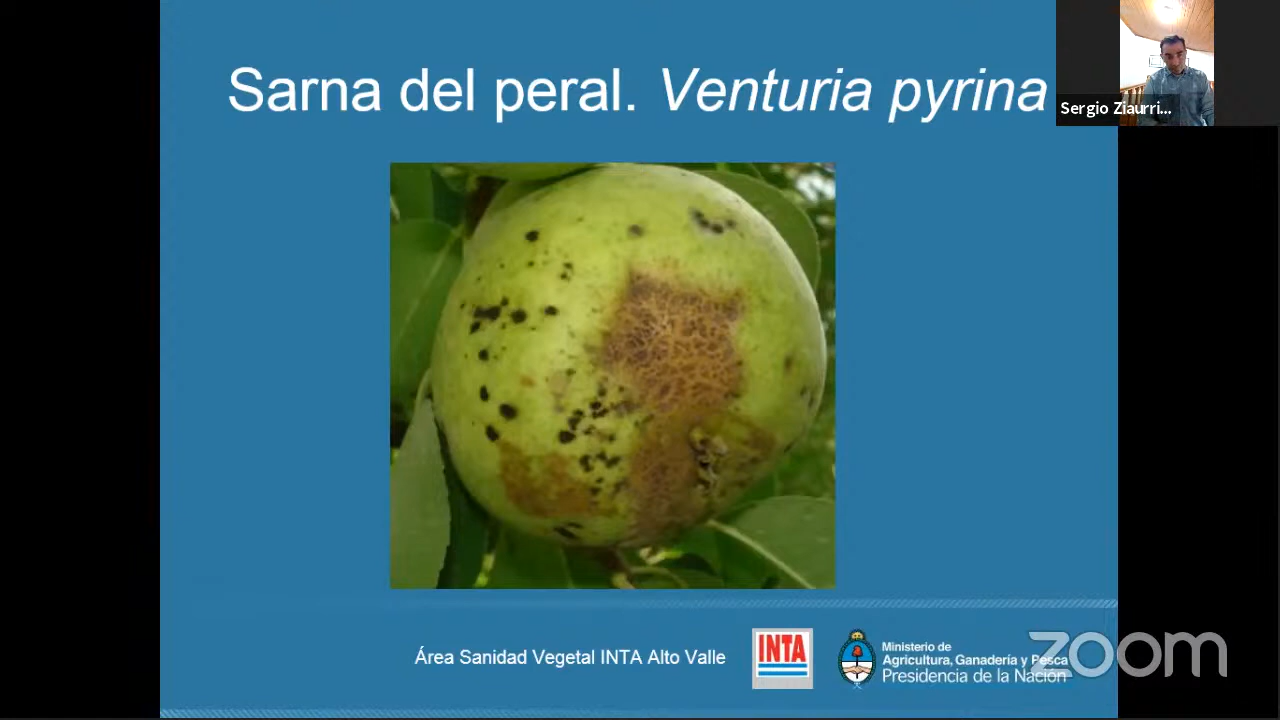 Sarna del peral. Venturia pyrina
Sergio Ziaurri...
Área Sanidad Vegetal INTA Alto Valle
INTA
Ministerio de
Agricultura, Ganadería y Pesca
Presidencia de la Nación
zoom